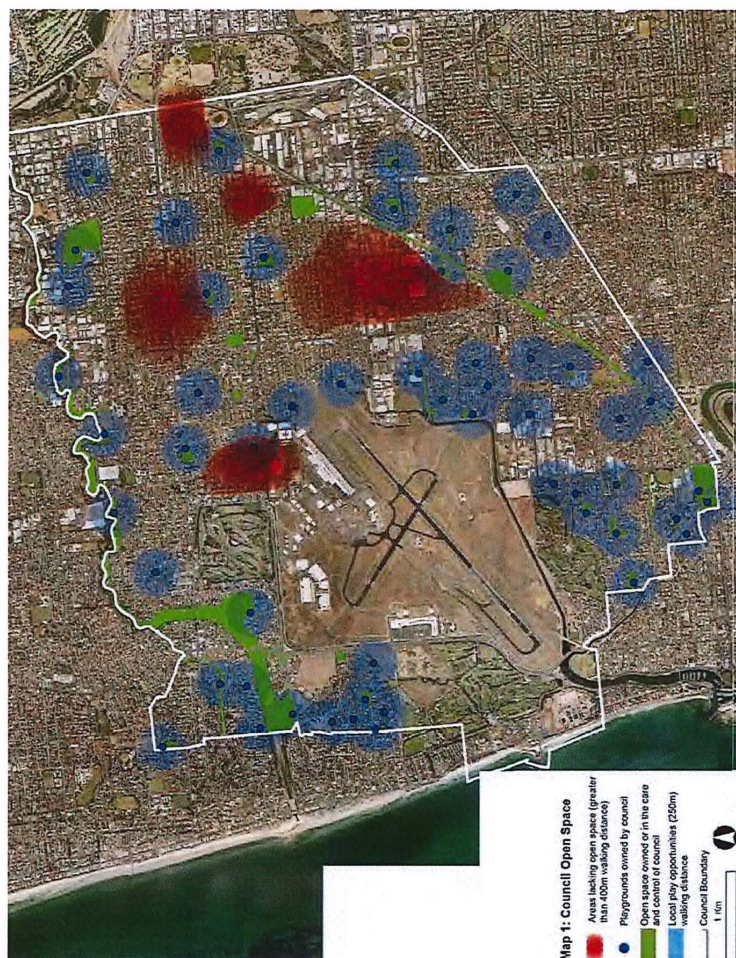 Map 1: Council Open Space
Areas lacking open space (greater
than 400m walking distance)
Playgrounds owned by council
Open space owned or in the care
and control of council
Local play opportunities (250m)
walking distance
Council Boundary
1 Km